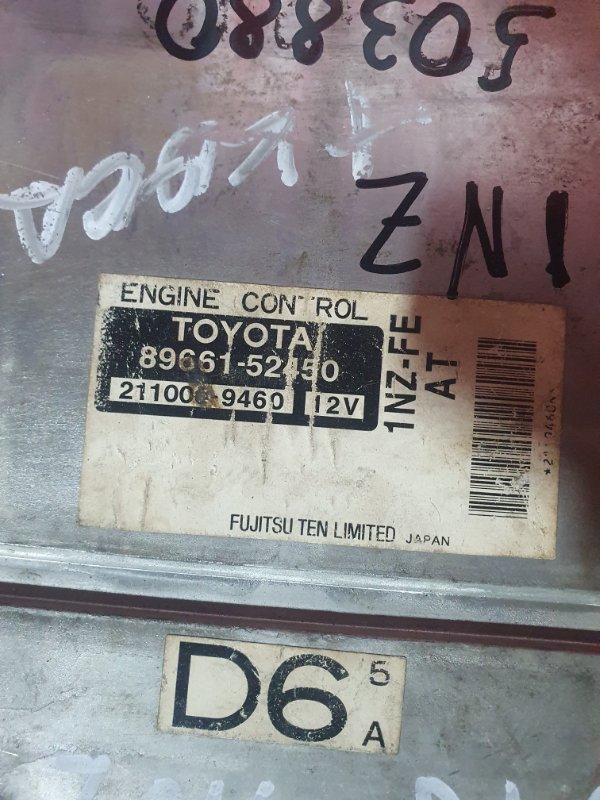 503880
1NZ
ENGINE CONTROL
TOYOTA
89661-52450
211000-9460 12V
1NZ-FE
AT
FUJITSU TEN LIMITED JAPAN
D6 5
A